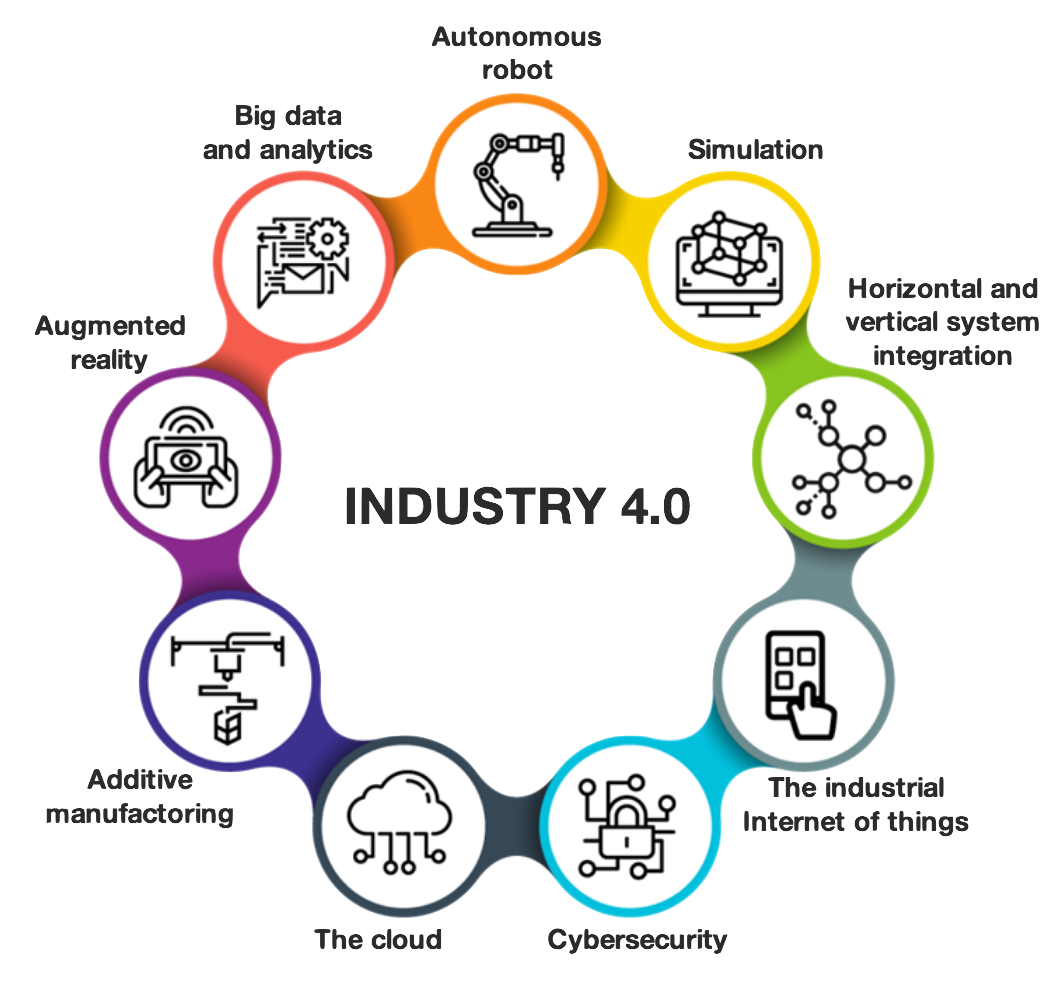 Autonomous
robot
Big data
and analytics
Simulation
Horizontal and
vertical system
integration
Augmented
reality
INDUSTRY 4.0
Additive
manufactoring
The industrial
Internet of things
The cloud
Cybersecurity